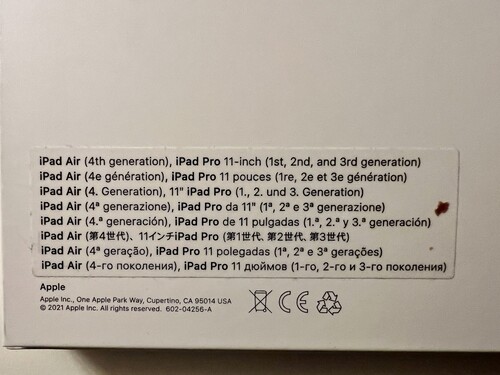 iPad Air (4th generation), iPad Pro 11-inch (1st, 2nd, and 3rd generation)
iPad Air (4e génération), iPad Pro 11 pouces (1re, 2e et 3e génération)
iPad Air (4. Generation), 11" iPad Pro (1., 2. und 3. Generation)
iPad Air (4ª generazione), iPad Pro da 11" (1ª, 2ª e 3ª generazione)
iPad Air (4.ª generación), iPad Pro de 11 pulgadas (1.ª, 2.ª y 3.ª generación)
iPad Air (第4世代)、11インチiPad Pro (第1世代、第2世代、第3世代)
iPad Air (4ª geração), iPad Pro 11 polegadas (1ª, 2ª e 3ª gerações)
iPad Air (4-го поколения), iPad Pro 11 дюймов (1-го, 2-го и 3-го поколения)
Apple
Apple Inc., One Apple Park Way, Cupertino, CA 95014 USA
© 2021 Apple Inc. All rights reserved. 602-04256-A
CE